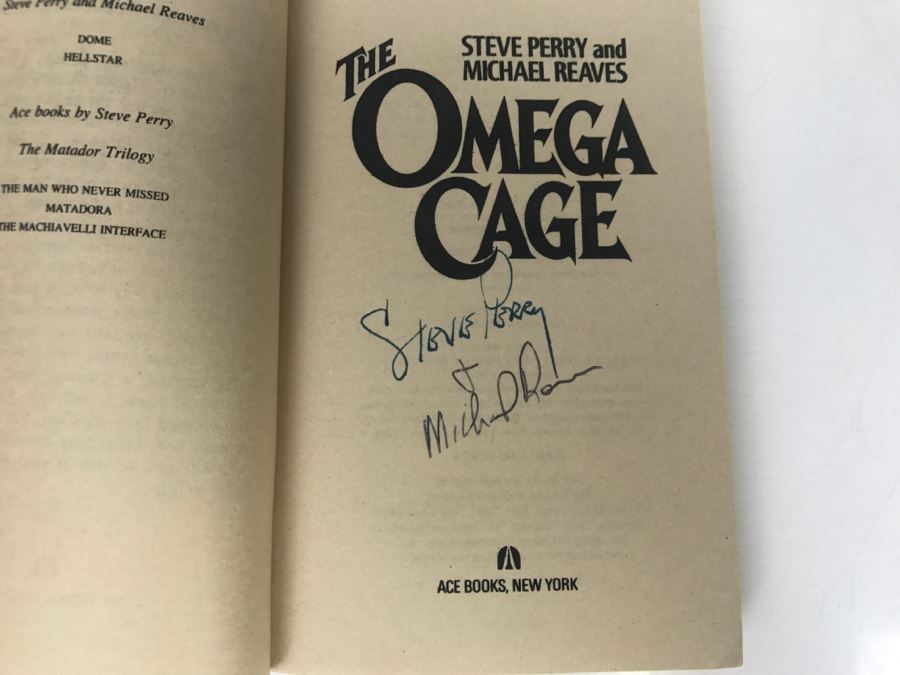 Steve Perry and Michael Reaves
DOME
HELLSTAR
Ace books by Steve Perry
The Matador Trilogy
THE MAN WHO NEVER MISSED
MATADORA
THE MACHIAVELLI INTERFACE
STEVE PERRY and
MICHAEL REAVES
THE
OMEGA
CAGE
STEVE PERRY
+
Michael Reaves
ACE BOOKS, NEW YORK